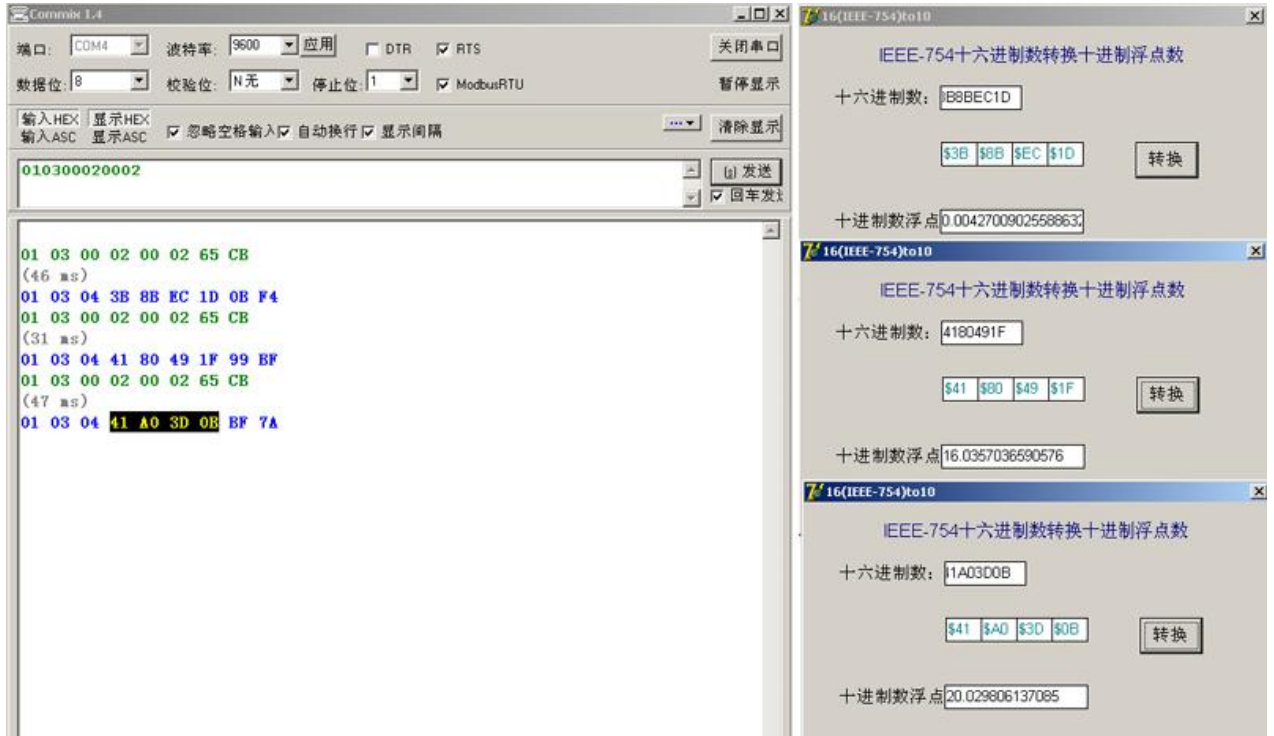 Commix 1.4
端口: COM4 波特率: 9600 应用 DTR RTS 关闭串口
数据位: 8 校验位: N无 停止位: 1 ModbusRTU 暂停显示
输入HEX 显示HEX
输入ASC 显示ASC 忽略空格输入 自动换行 显示间隔 清除显示
010300020002 发送
回车发送
01 03 00 02 00 02 65 CB
(46 ms)
01 03 04 3B 8B EC 1D 0B F4
01 03 00 02 00 02 65 CB
(31 ms)
01 03 04 41 80 49 1F 99 BF
01 03 00 02 00 02 65 CB
(47 ms)
01 03 04 41 A0 3D 0B BF 7A
16(IEEE-754)to10
IEEE-754十六进制数转换十进制浮点数
十六进制数: 3B8BEC1D
$3B $8B $EC $1D 转换
十进制数浮点 0.0042700902558863
16(IEEE-754)to10
IEEE-754十六进制数转换十进制浮点数
十六进制数: 4180491F
$41 $80 $49 $1F 转换
十进制数浮点 16.0357036590576
16(IEEE-754)to10
IEEE-754十六进制数转换十进制浮点数
十六进制数: 41A03D0B
$41 $A0 $3D $0B 转换
十进制数浮点 20.029806137085